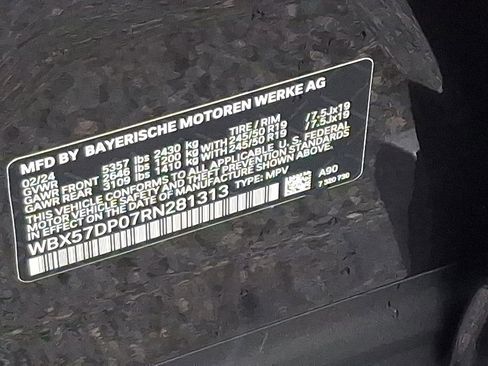 MFD BY BAYERISCHE MOTOREN WERKE AG
02/24 TIRE / RIM
GVWR 5357 lbs 2430 kg
GAWR FRONT 2646 lbs 1200 kg WITH 245/50 R19 /7.5Jx19
GAWR REAR 3109 lbs 1410 kg WITH 245/50 R19 /7.5Jx19
THIS VEHICLE CONFORMS TO ALL APPLICABLE U.S. FEDERAL
MOTOR VEHICLE SAFETY AND THEFT PREVENTION STANDARDS
IN EFFECT ON THE DATE OF MANUFACTURE SHOWN ABOVE.
WBX57DP07RN281313 TYPE: MPV A90